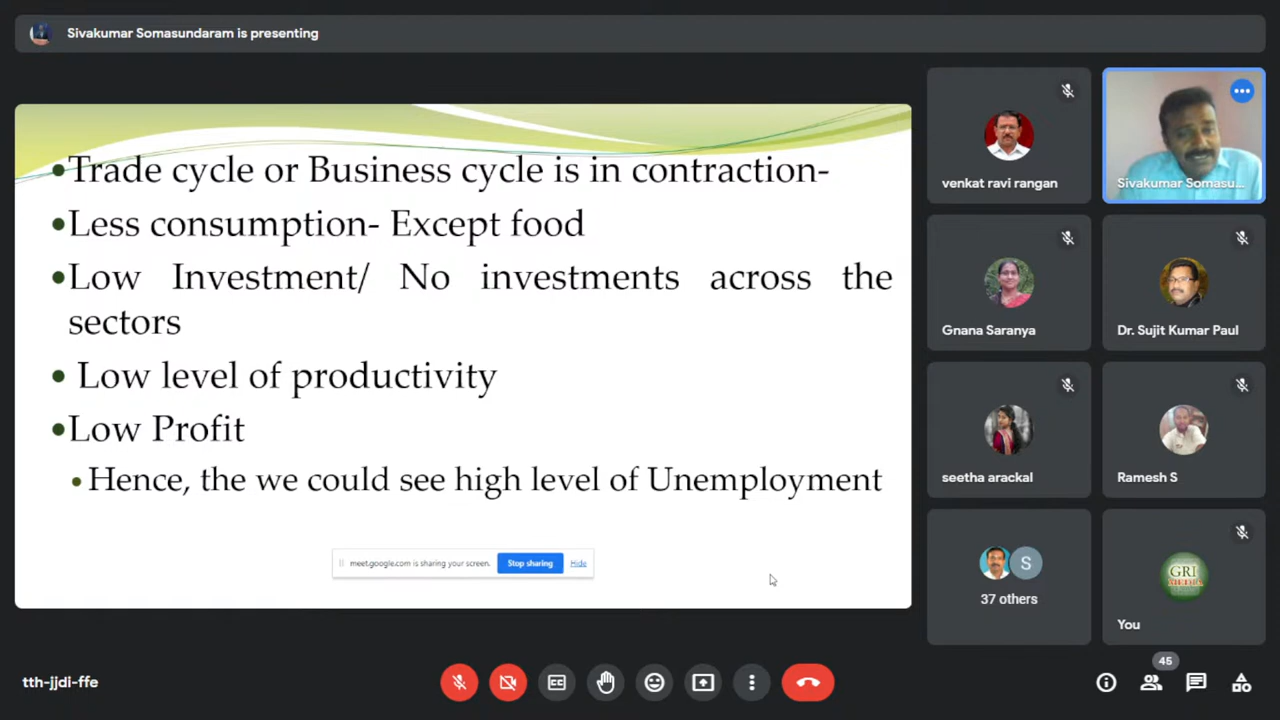 Sivakumar Somasundaram is presenting
•Trade cycle or Business cycle is in contraction-
•Less consumption- Except food
•Low Investment/ No investments across the
sectors
• Low level of productivity
•Low Profit
• Hence, the we could see high level of Unemployment
meet.google.com is sharing your screen. Stop sharing Hide
venkat ravi rangan
Sivakumar Somasu...
Gnana Saranya
Dr. Sujit Kumar Paul
seetha arackal
Ramesh S
S
37 others
GRI
MEDIA
You
tth-jjdi-ffe
CC
45